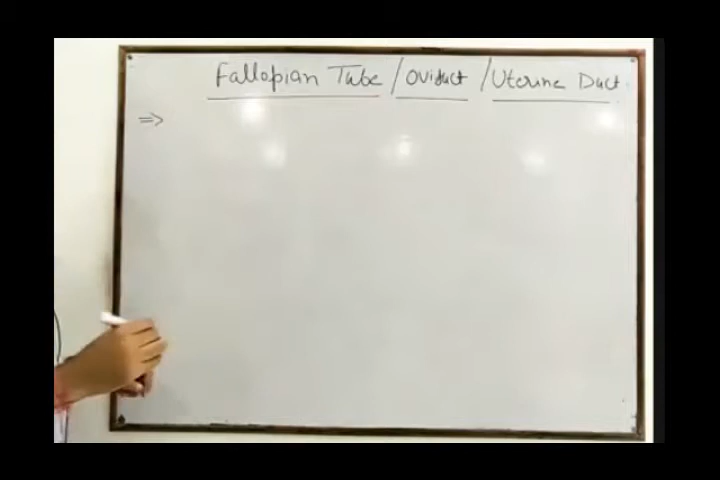 Fallopian Tube / Oviduct / Uterine Duct.
⇒